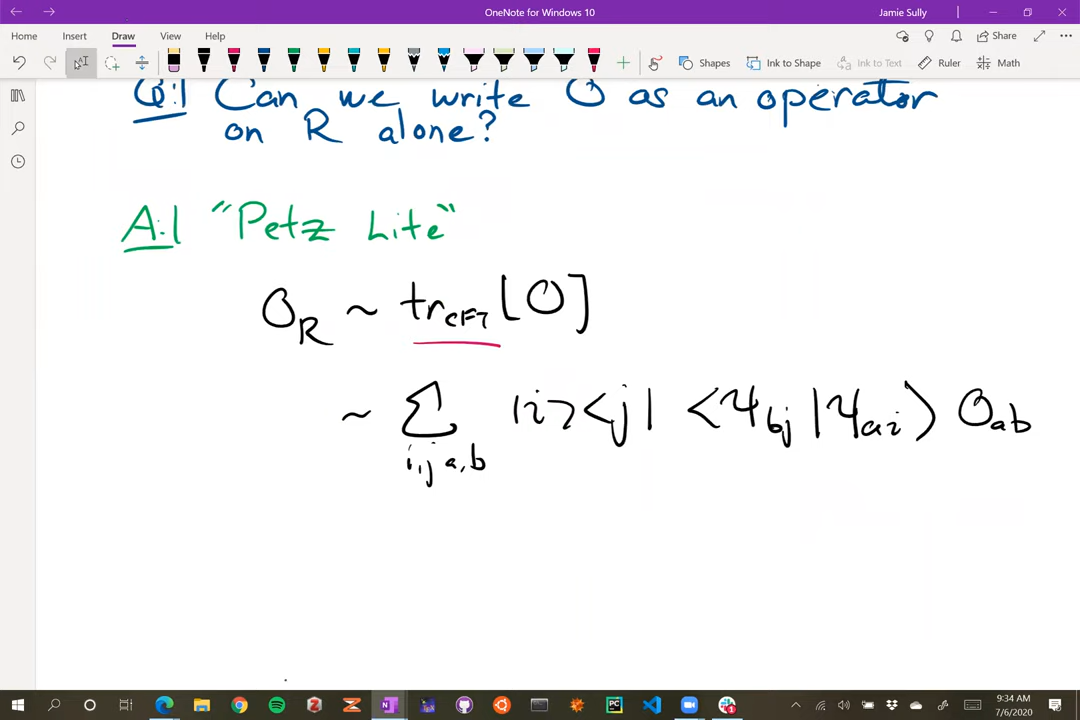 OneNote for Windows 10
Jamie Sully
Home Insert Draw View Help
Share
Shapes Ink to Shape Ink to Text Ruler Math
Q:1 Can we write O as an operator
on R alone?
A:1 "Petz Lite"
O_R ~ tr_CFT [O]
~ ∑_{i,j a,b} |i><j| <Ψ_bj|Ψ_ai> O_ab
9:34 AM
7/6/2020